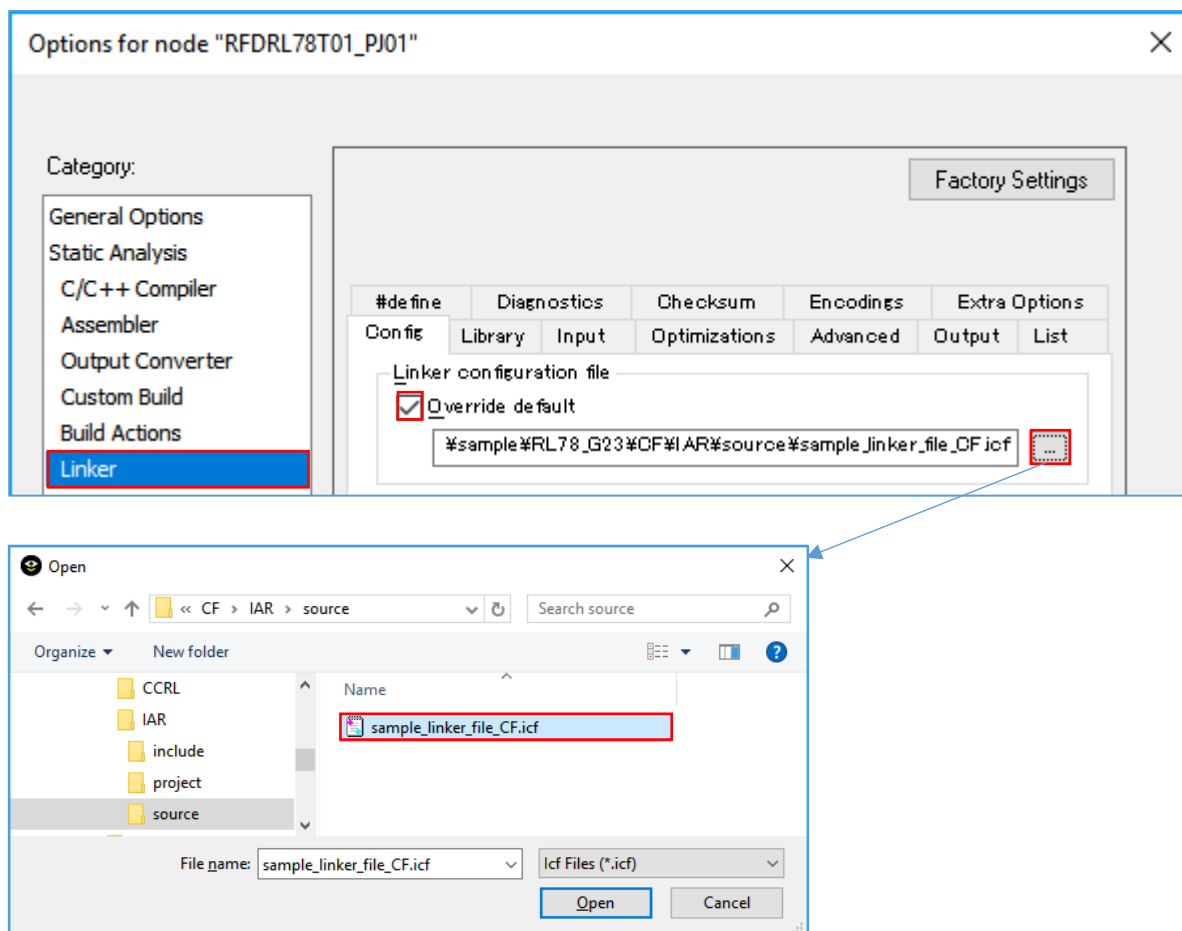 Options for node "RFDRL78T01_PJ01"
Category:
Factory Settings
General Options
Static Analysis
C/C++ Compiler
Assembler
Output Converter
Custom Build
Build Actions
Linker
#define Diagnostics Checksum Encodings Extra Options
Config Library Input Optimizations Advanced Output List
Linker configuration file
Override default
¥sample¥RL78_G23¥CF¥IAR¥source¥sample_linker_file_CF.icf
...
Open
« CF > IAR > source
Search source
Organize
New folder
CCRL
IAR
include
project
source
Name
sample_linker_file_CF.icf
File name: sample_linker_file_CF.icf
Icf Files (*.icf)
Open Cancel